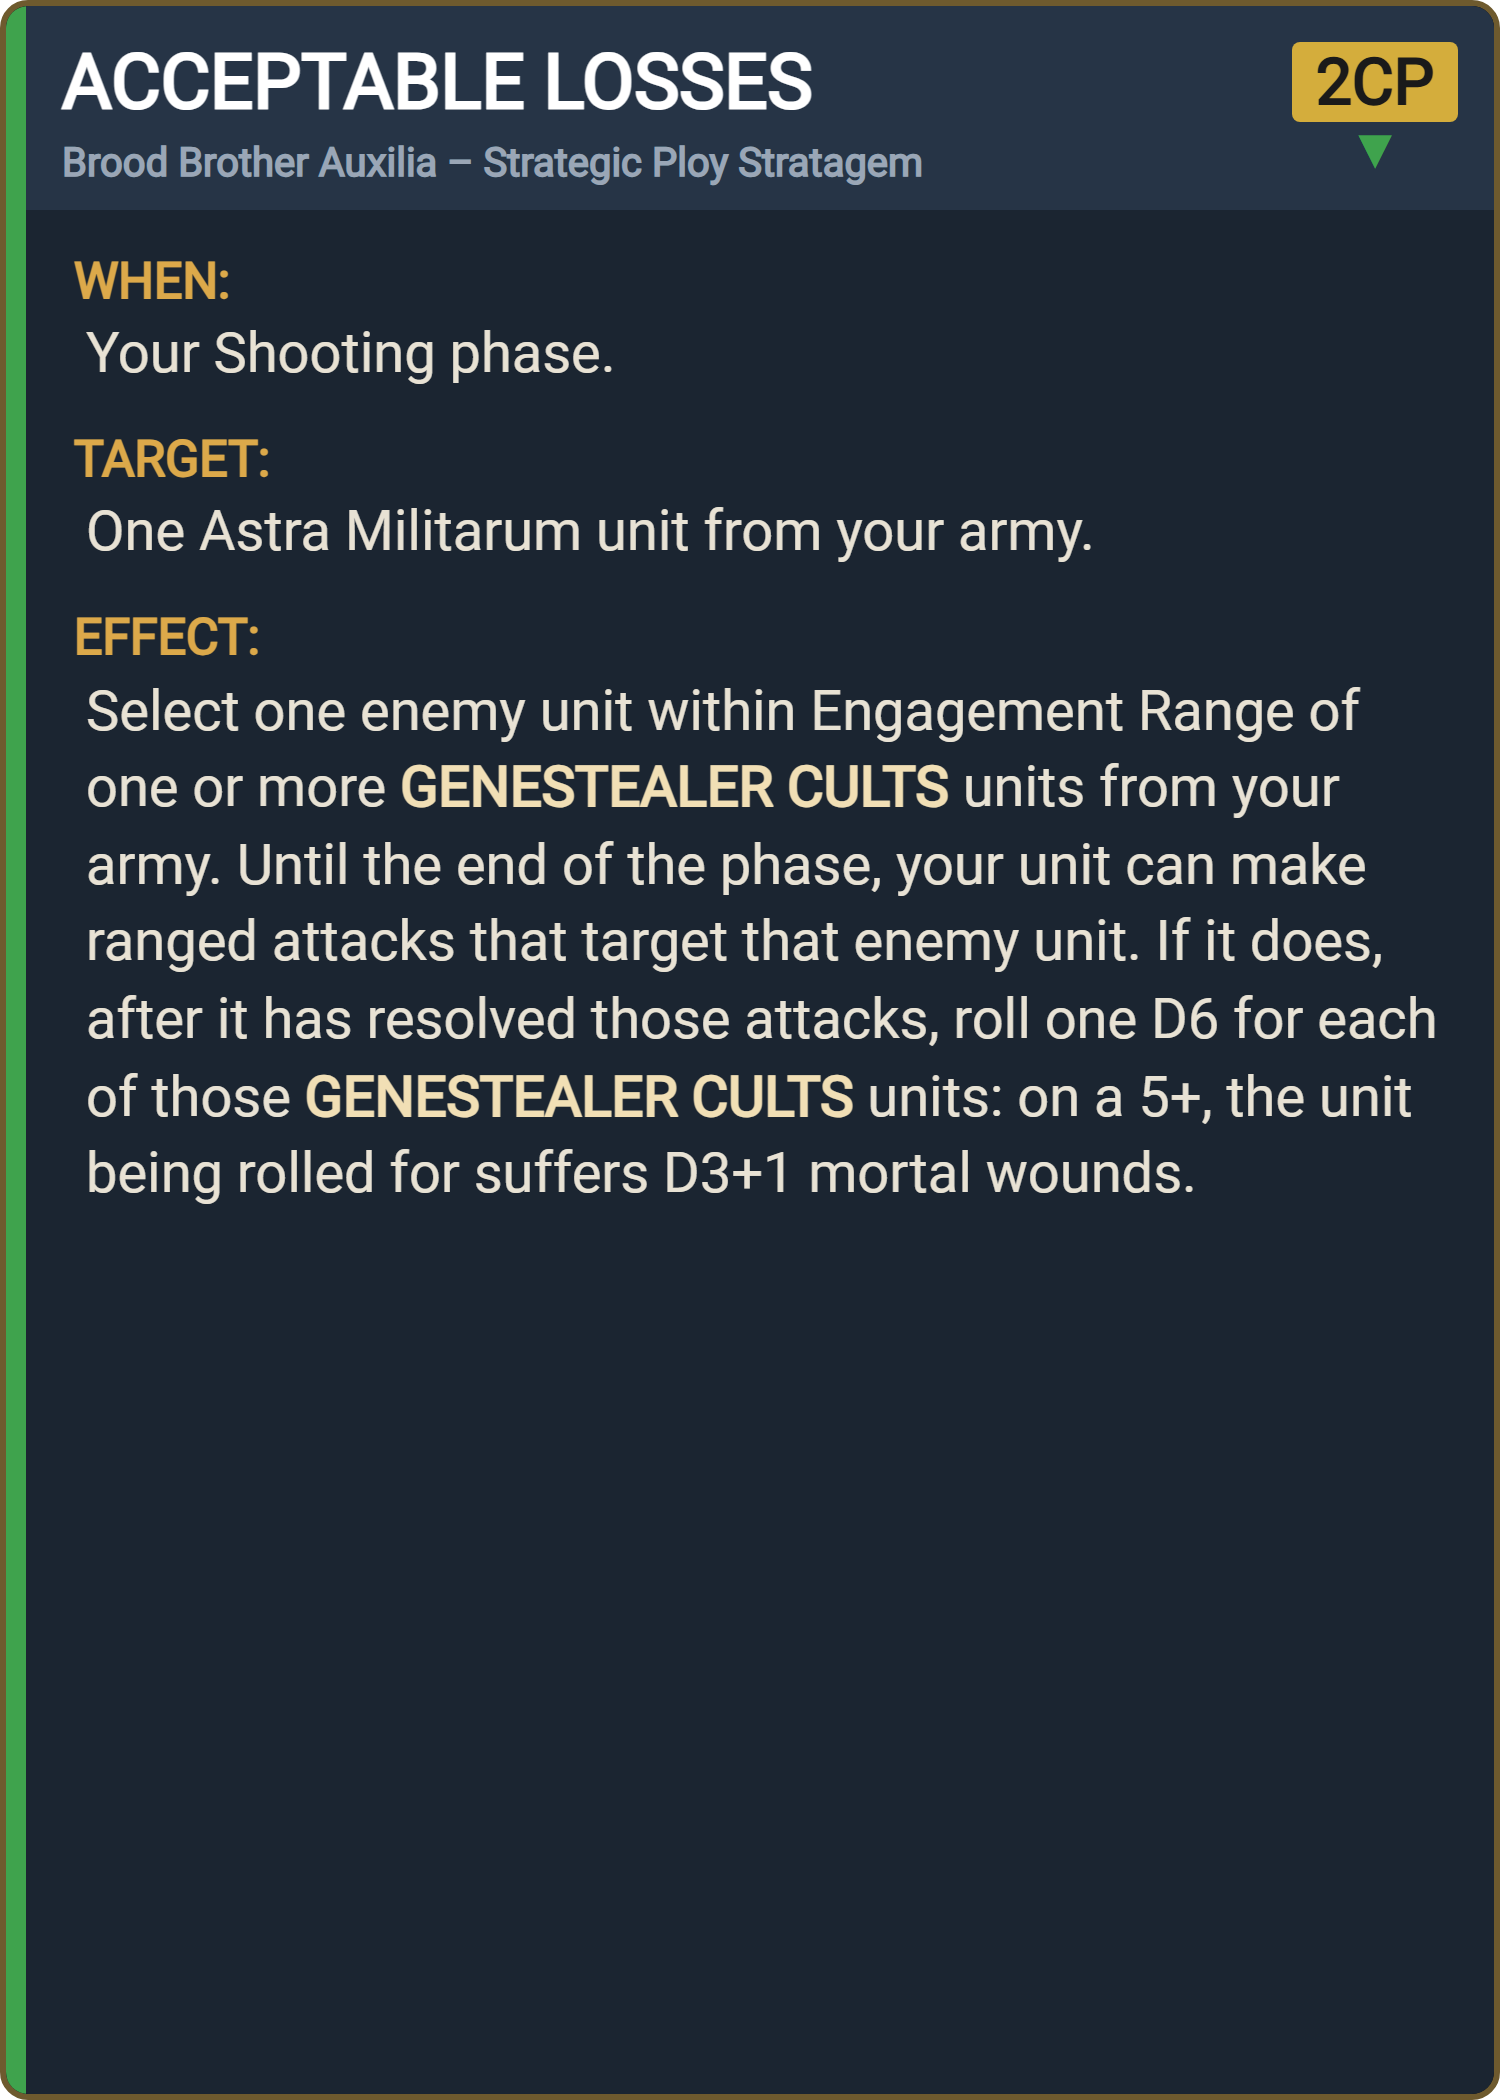 ACCEPTABLE LOSSES
2CP
Brood Brother Auxilia – Strategic Ploy Stratagem
WHEN:
Your Shooting phase.
TARGET:
One Astra Militarum unit from your army.
EFFECT:
Select one enemy unit within Engagement Range of
one or more GENESTEALER CULTS units from your
army. Until the end of the phase, your unit can make
ranged attacks that target that enemy unit. If it does,
after it has resolved those attacks, roll one D6 for each
of those GENESTEALER CULTS units: on a 5+, the unit
being rolled for suffers D3+1 mortal wounds.